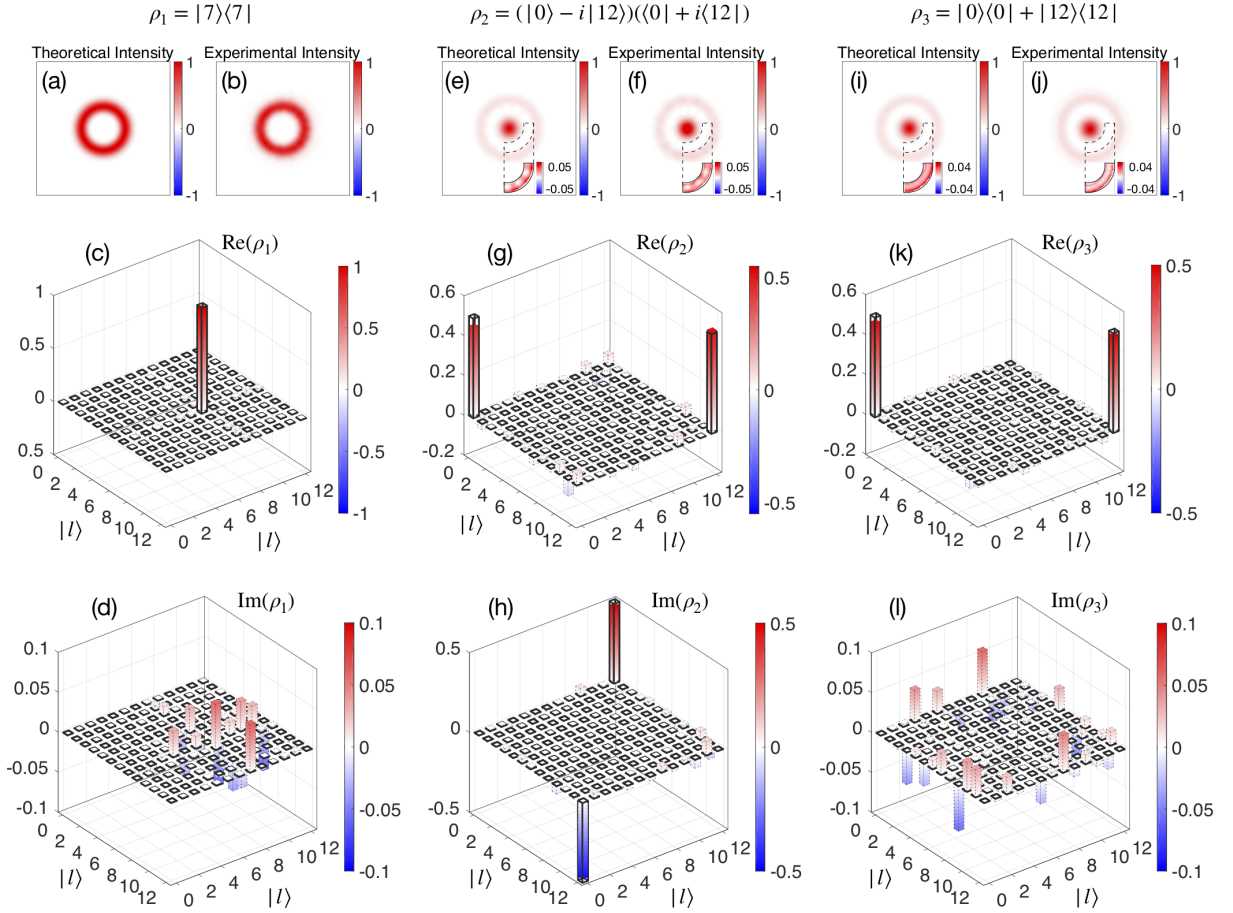 ρ₁ = |7⟩⟨7|
ρ₂ = (|0⟩ − i|12⟩)(⟨0| + i⟨12|)
ρ₃ = |0⟩⟨0| + |12⟩⟨12|
Theoretical Intensity
Experimental Intensity
Theoretical Intensity
Experimental Intensity
Theoretical Intensity
Experimental Intensity
(a)
1
0
-1
(b)
1
0
-1
(e)
0.05
-0.05
1
0
-1
(f)
0.05
-0.05
1
0
-1
(i)
0.04
-0.04
1
0
-1
(j)
0.04
-0.04
1
0
-1
(c)
Re(ρ₁)
1
0.5
0
0.5
0 2 4 6 8 10 12
|l⟩
0 2 4 6 8 10 12
|l⟩
1
0.5
0
-0.5
-1
(g)
Re(ρ₂)
0.6
0.4
0.2
0
-0.2
0 2 4 6 8 10 12
|l⟩
0 2 4 6 8 10 12
|l⟩
0.5
0
-0.5
(k)
Re(ρ₃)
0.6
0.4
0.2
0
-0.2
0 2 4 6 8 10 12
|l⟩
0 2 4 6 8 10 12
|l⟩
0.5
0
-0.5
(d)
Im(ρ₁)
0.1
0.05
0
-0.05
-0.1
0 2 4 6 8 10 12
|l⟩
0 2 4 6 8 10 12
|l⟩
0.1
0.05
0
-0.05
-0.1
(h)
Im(ρ₂)
0.5
0
-0.5
0 2 4 6 8 10 12
|l⟩
0 2 4 6 8 10 12
|l⟩
0.5
0
-0.5
(l)
Im(ρ₃)
0.1
0.05
0
-0.05
-0.1
0 2 4 6 8 10 12
|l⟩
0 2 4 6 8 10 12
|l⟩
0.1
0.05
0
-0.05
-0.1